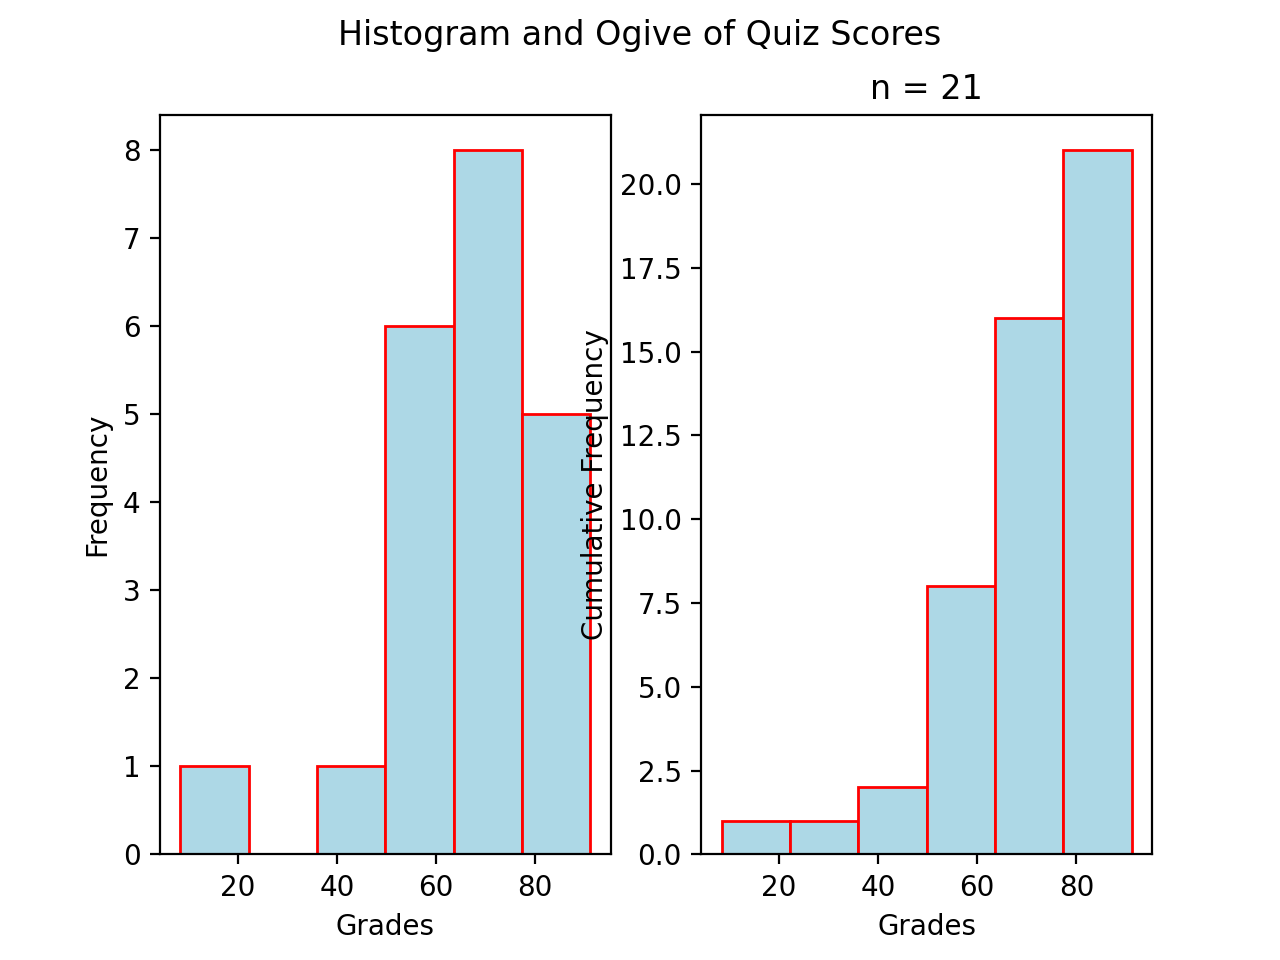 Histogram and Ogive of Quiz Scores
n = 21
8
7
6
5
4
3
2
1
0
Frequency
20 40 60 80
Grades
20.0
17.5
15.0
12.5
10.0
7.5
5.0
2.5
0.0
Cumulative Frequency
20 40 60 80
Grades